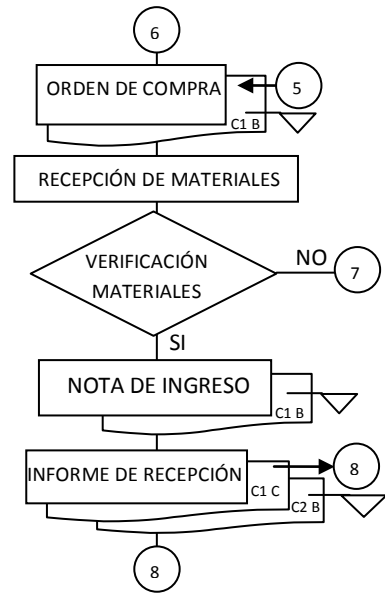 6
ORDEN DE COMPRA
5
C1 B
RECEPCIÓN DE MATERIALES
VERIFICACIÓN
MATERIALES
NO
7
SI
NOTA DE INGRESO
C1 B
INFORME DE RECEPCIÓN
C1 C
8
C2 B
8